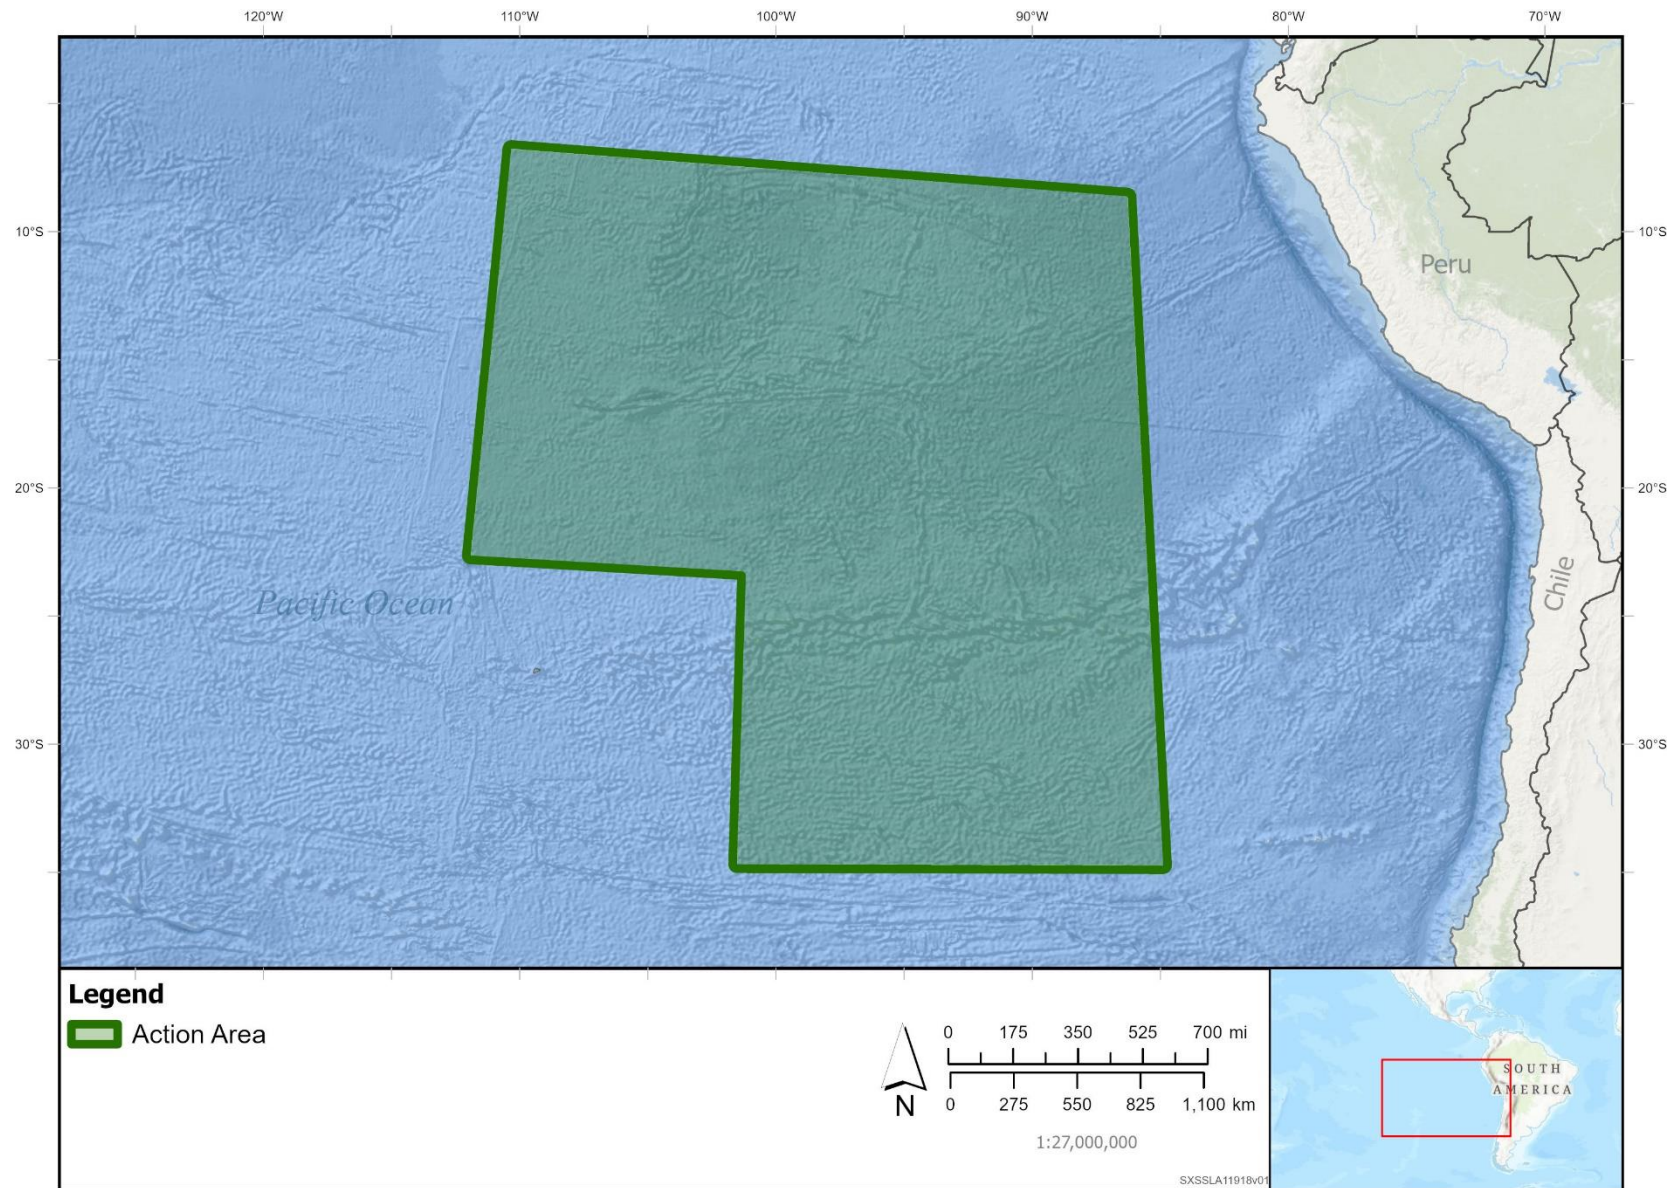 120°W 110°W 100°W 90°W 80°W 70°W
10°S 10°S
Peru
20°S 20°S
Chile
Pacific Ocean
30°S 30°S
Legend
Action Area
0 175 350 525 700 mi
0 275 550 825 1,100 km
N
1:27,000,000
SXSSLA11918v01
SOUTH
AMERICA